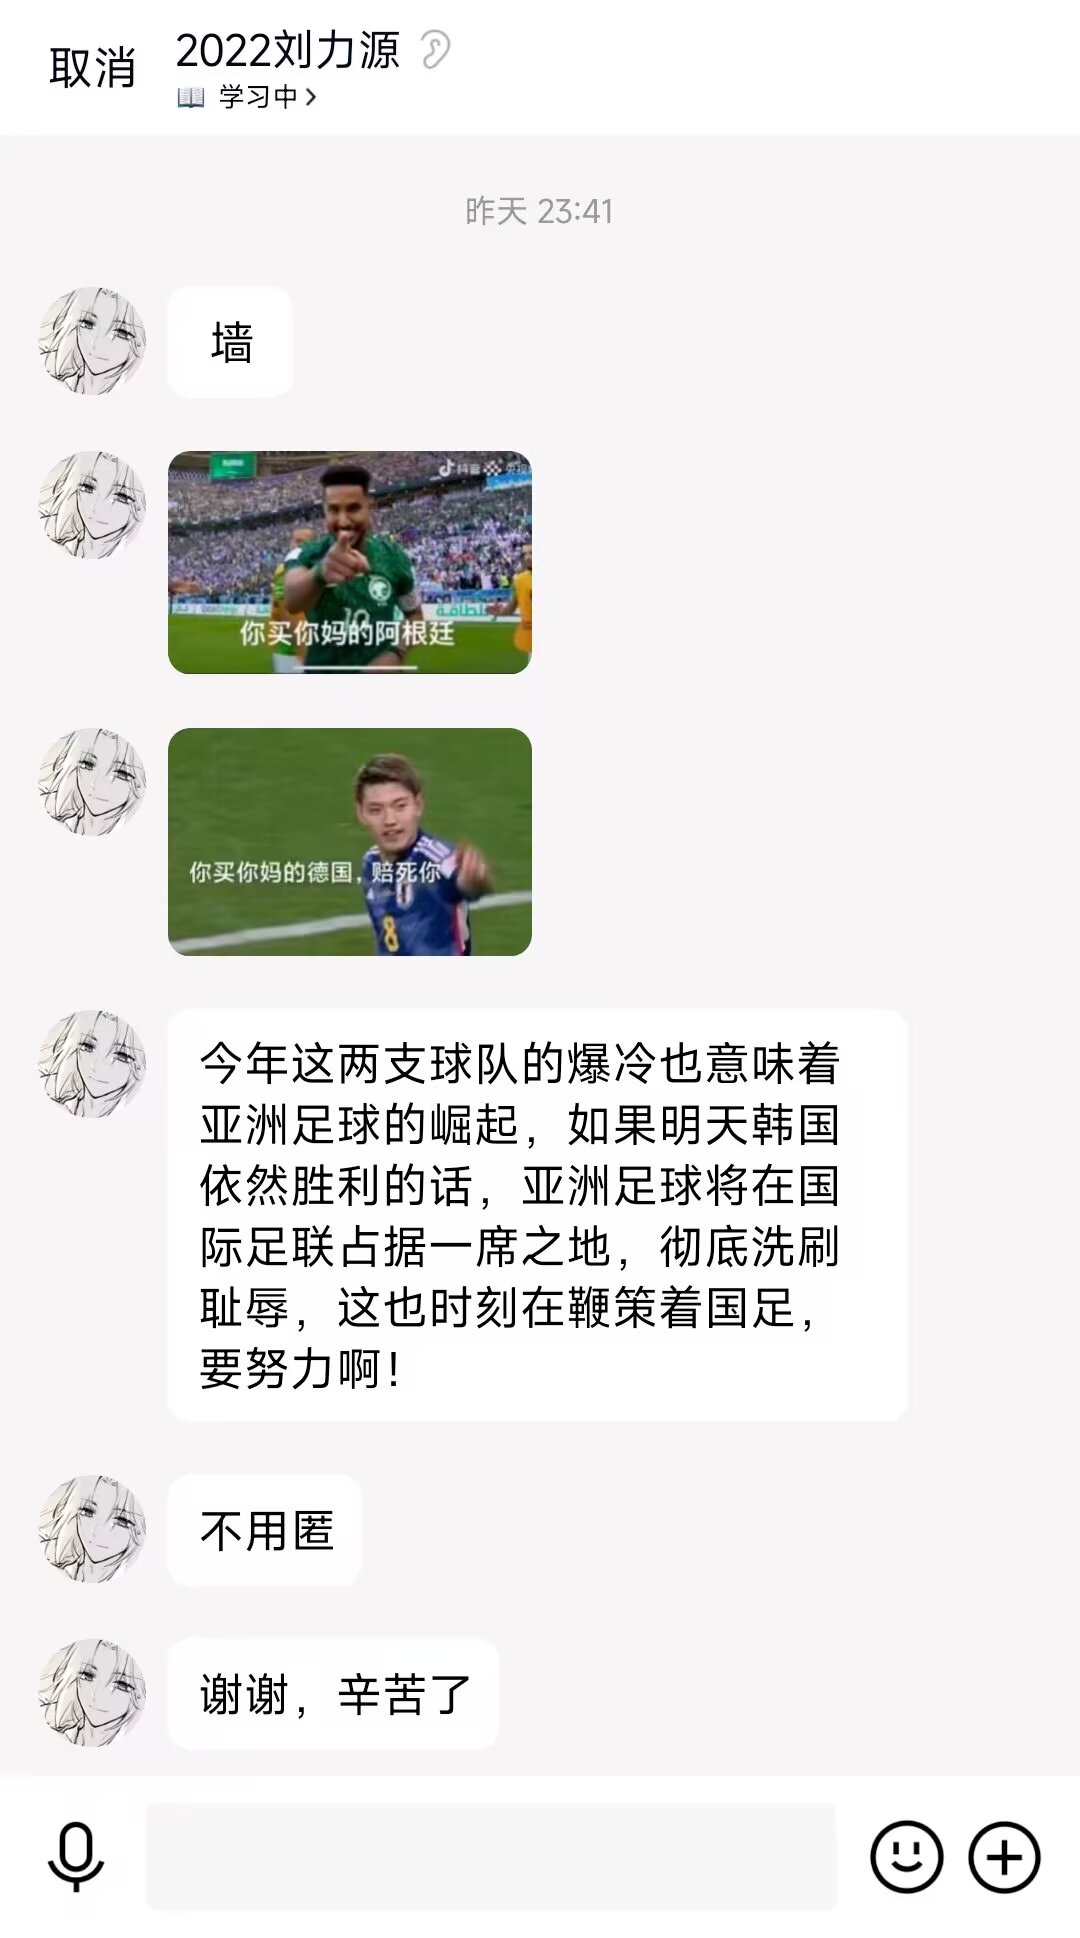 取消
2022刘力源
学习中
昨天 23:41
墙
抖音
10
你买你妈的阿根廷
你买你妈的德国，赔死你
8
今年这两支球队的爆冷也意味着
亚洲足球的崛起，如果明天韩国
依然胜利的话，亚洲足球将在国
际足联占据一席之地，彻底洗刷
耻辱，这也时刻在鞭策着国足，
要努力啊！
不用匿
谢谢，辛苦了